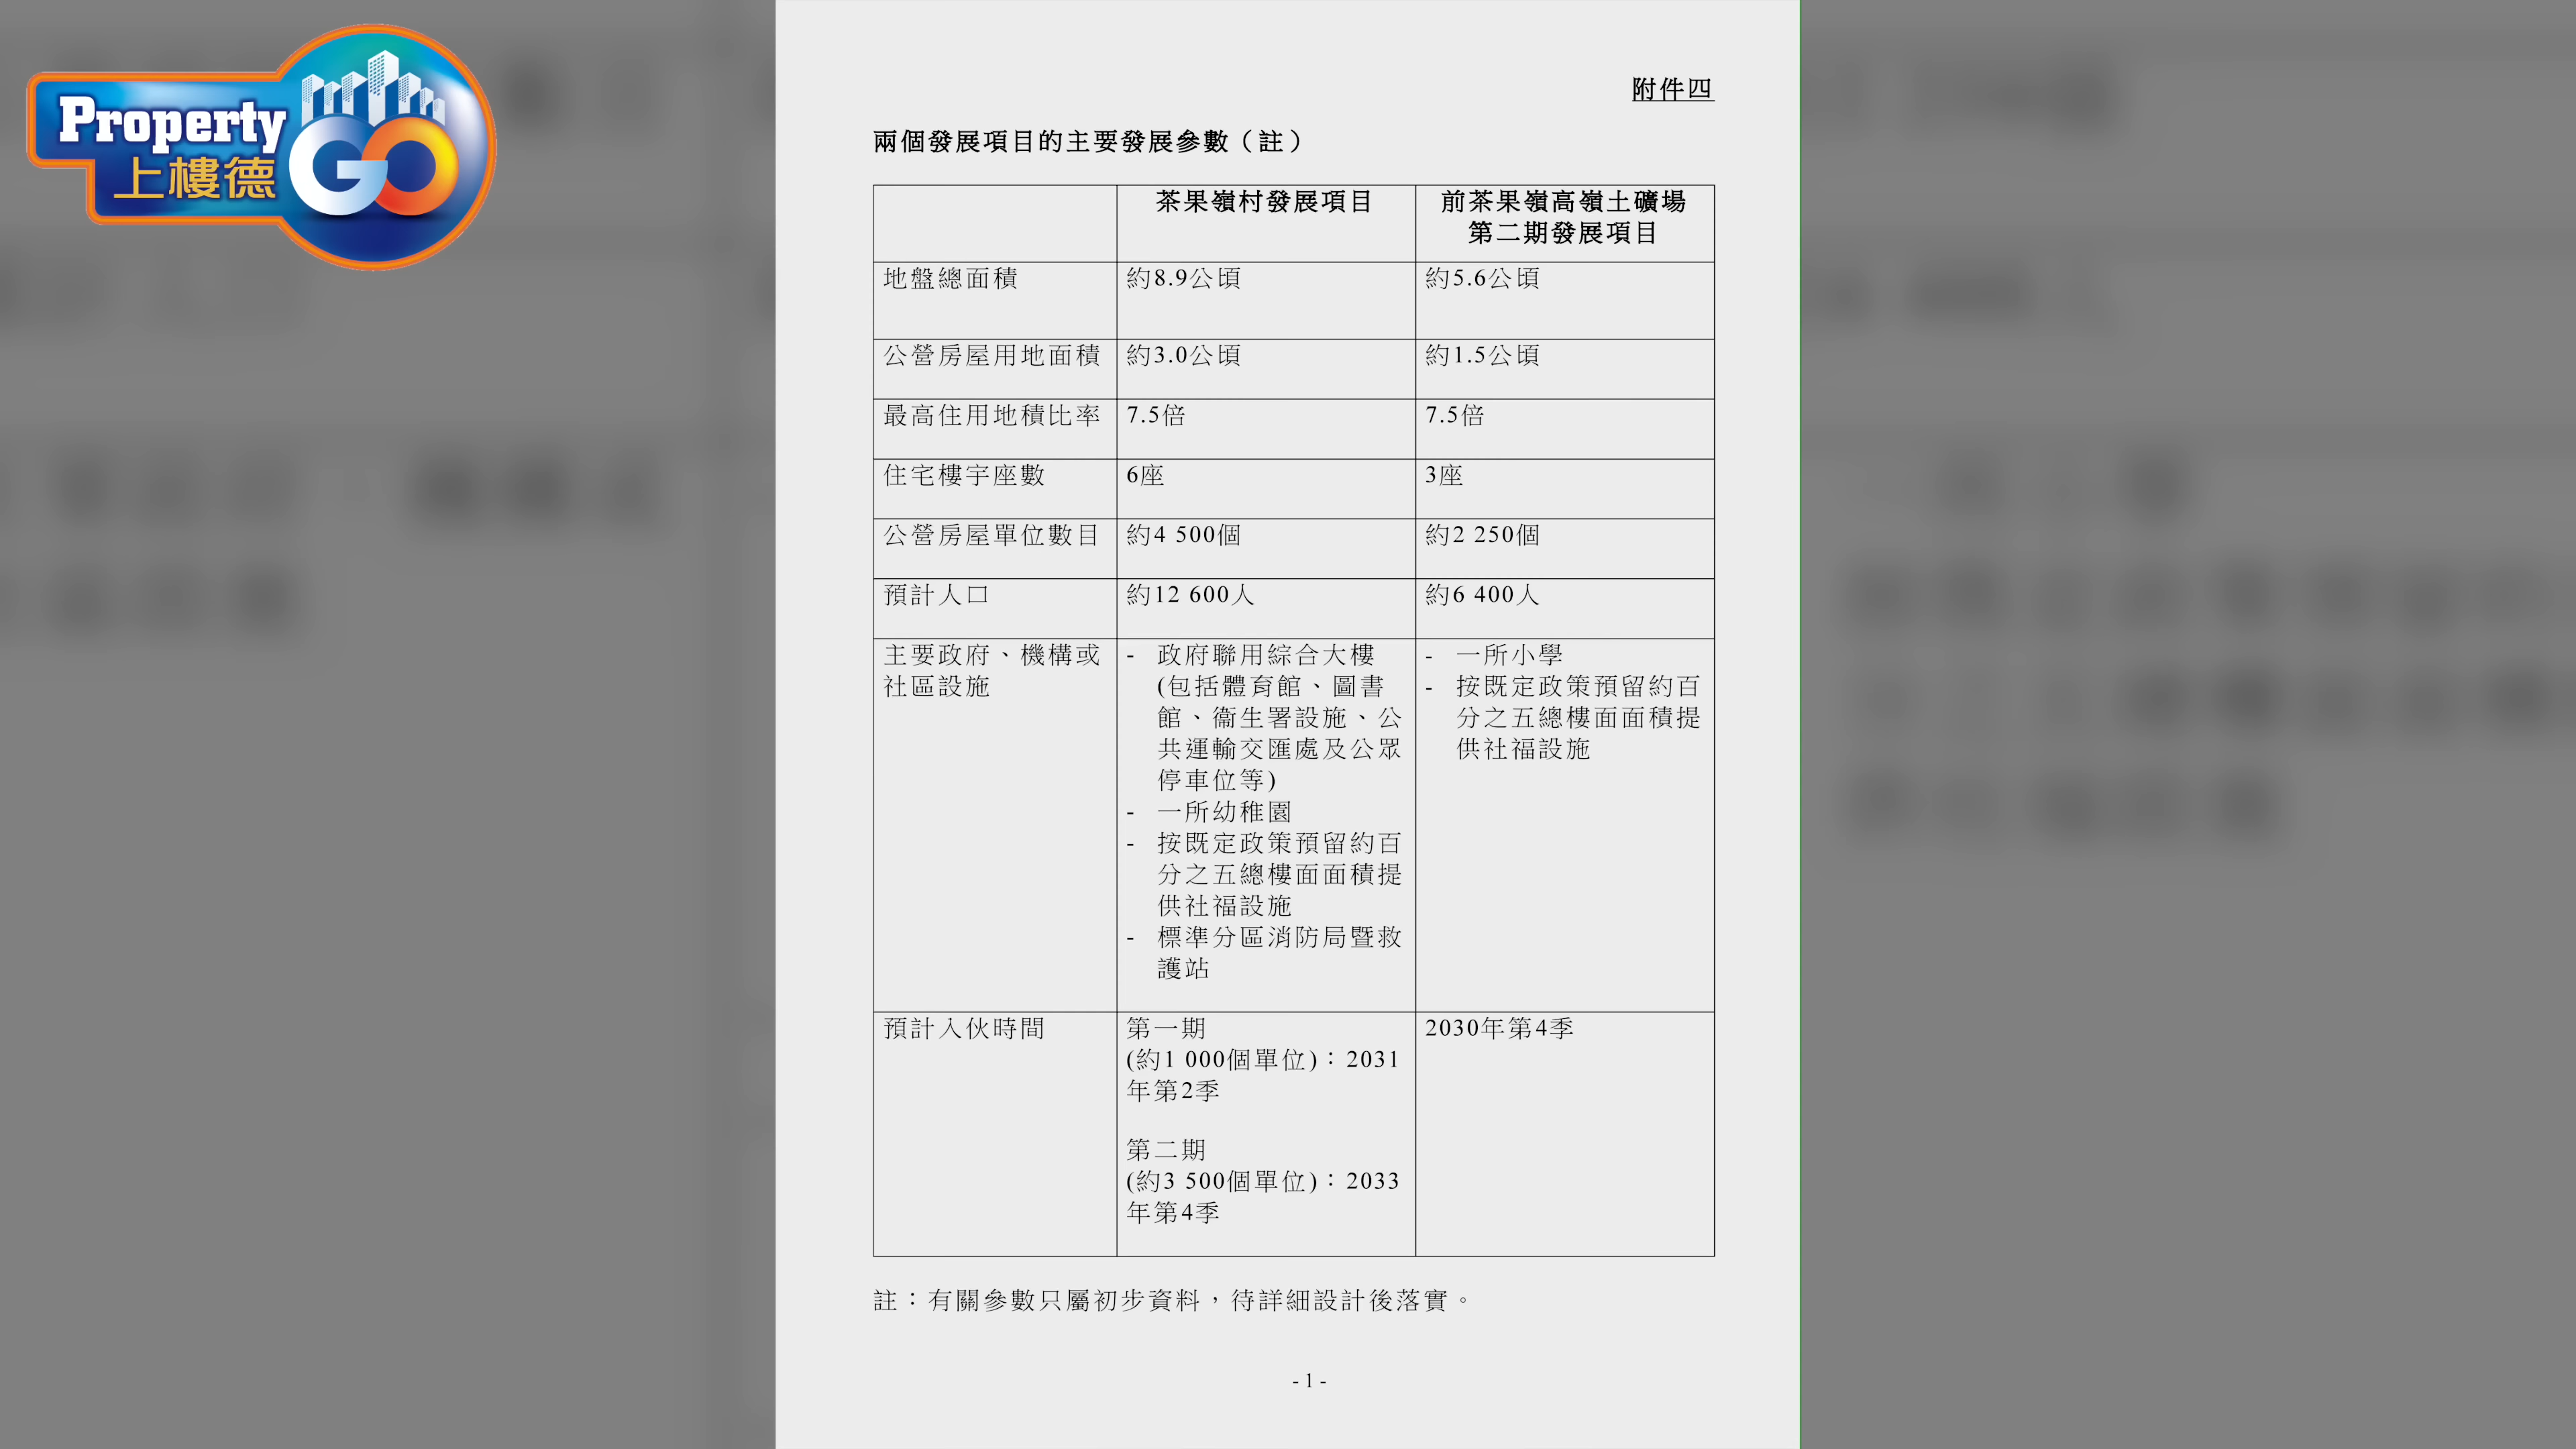 Property GO
上樓德
附件四
兩個發展項目的主要發展參數（註）
茶果嶺村發展項目
前茶果嶺高嶺土礦場
第二期發展項目
地盤總面積
約8.9公頃
約5.6公頃
公營房屋用地面積
約3.0公頃
約1.5公頃
最高住用地積比率
7.5倍
7.5倍
住宅樓宇座數
6座
3座
公營房屋單位數目
約4 500個
約2 250個
預計人口
約12 600人
約6 400人
主要政府、機構或
社區設施
- 政府聯用綜合大樓
(包括體育館、圖書
館、衞生署設施、公
共運輸交匯處及公眾
停車位等)
- 一所幼稚園
- 按既定政策預留約百
分之五總樓面面積提
供社福設施
- 標準分區消防局暨救
護站
- 一所小學
- 按既定政策預留約百
分之五總樓面面積提
供社福設施
預計入伙時間
第一期
(約1 000個單位)：2031
年第2季
第二期
(約3 500個單位)：2033
年第4季
2030年第4季
註：有關參數只屬初步資料，待詳細設計後落實。
- 1 -